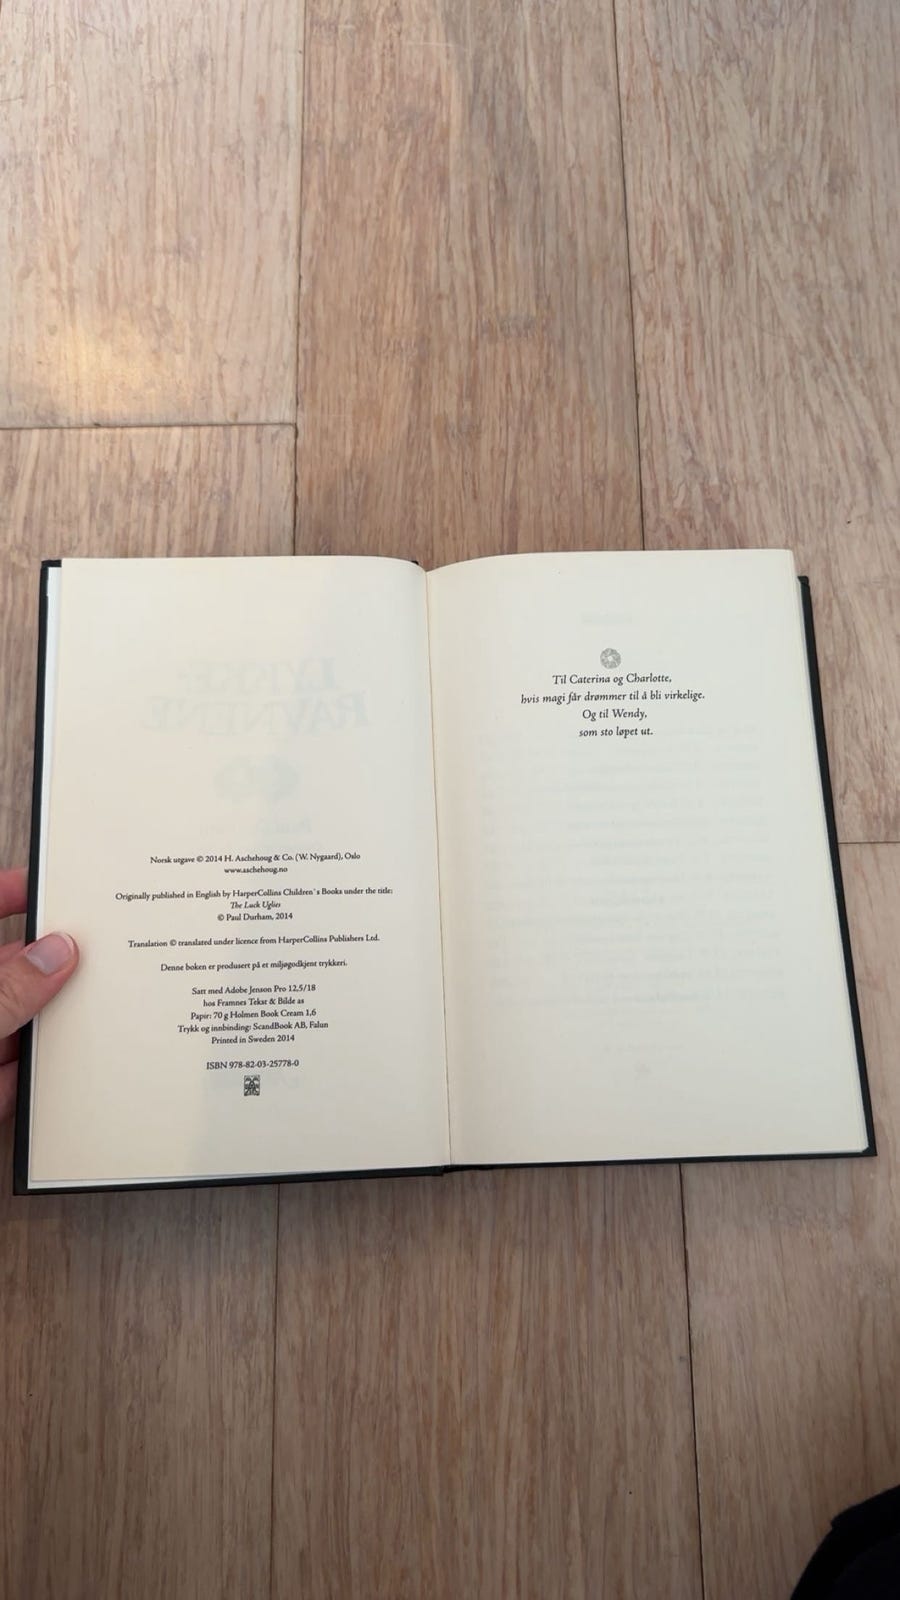 Norsk utgave © 2014 H. Aschehoug & Co. (W. Nygaard), Oslo
www.aschehoug.no
Originally published in English by HarperCollins Children's Books under the title:
The Luck Uglies
© Paul Durham, 2014
Translation © translated under licence from HarperCollins Publishers Ltd.
Denne boken er produsert på et miljøgodkjent trykkeri.
Satt med Adobe Jenson Pro 12,5/18
hos Framnes Tekst & Bilde as
Papir: 70 g Holmen Book Cream 1,6
Trykk og innbinding: ScandBook AB, Falun
Printed in Sweden 2014
ISBN 978-82-03-25778-0
Til Caterina og Charlotte,
hvis magi får drømmer til å bli virkelige.
Og til Wendy,
som sto løpet ut.